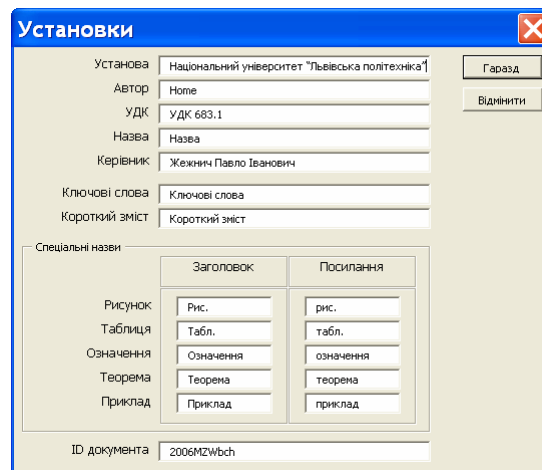 Установки
Установа Національний університет "Львівська політехніка" Гаразд
Автор Home
УДК УДК 683.1 Відмінити
Назва Назва
Керівник Жежнич Павло Іванович
Ключові слова Ключові слова
Короткий зміст Короткий зміст
Спеціальні назви
Заголовок Посилання
Рисунок Рис. рис.
Таблиця Табл. табл.
Означення Означення означення
Теорема Теорема теорема
Приклад Приклад приклад
ID документа 2006MZWbch